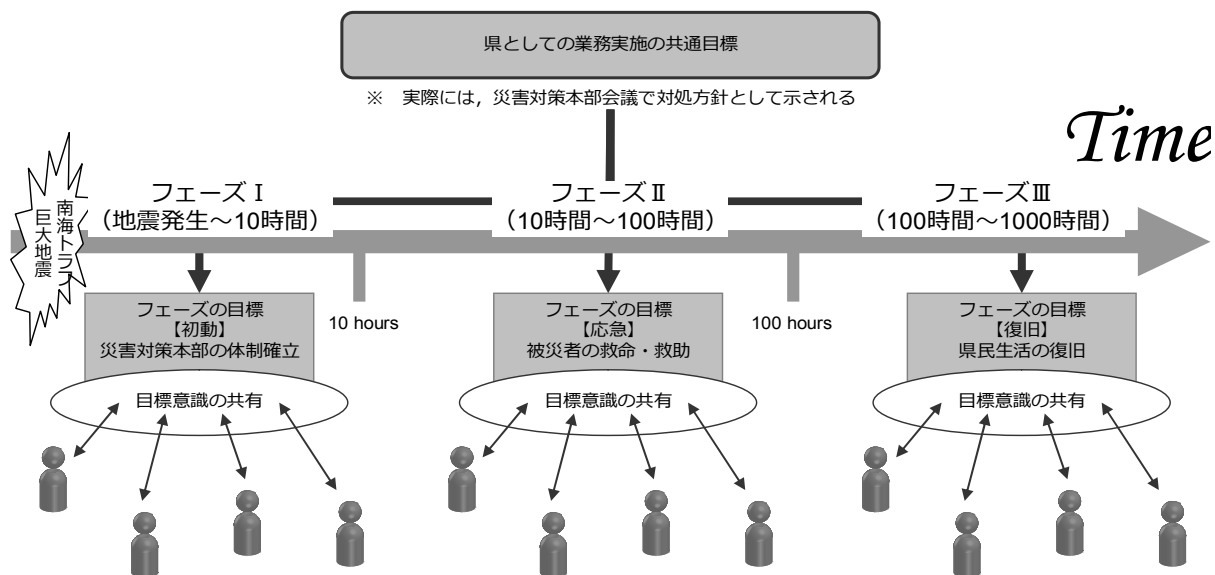 県としての業務実施の共通目標
※　実際には，災害対策本部会議で対処方針として示される
Time
南海トラフ
巨大地震
フェーズⅠ
（地震発生～10時間）
フェーズⅡ
（10時間～100時間）
フェーズⅢ
（100時間～1000時間）
フェーズの目標
【初動】
災害対策本部の体制確立
10 hours
フェーズの目標
【応急】
被災者の救命・救助
100 hours
フェーズの目標
【復旧】
県民生活の復旧
目標意識の共有
目標意識の共有
目標意識の共有